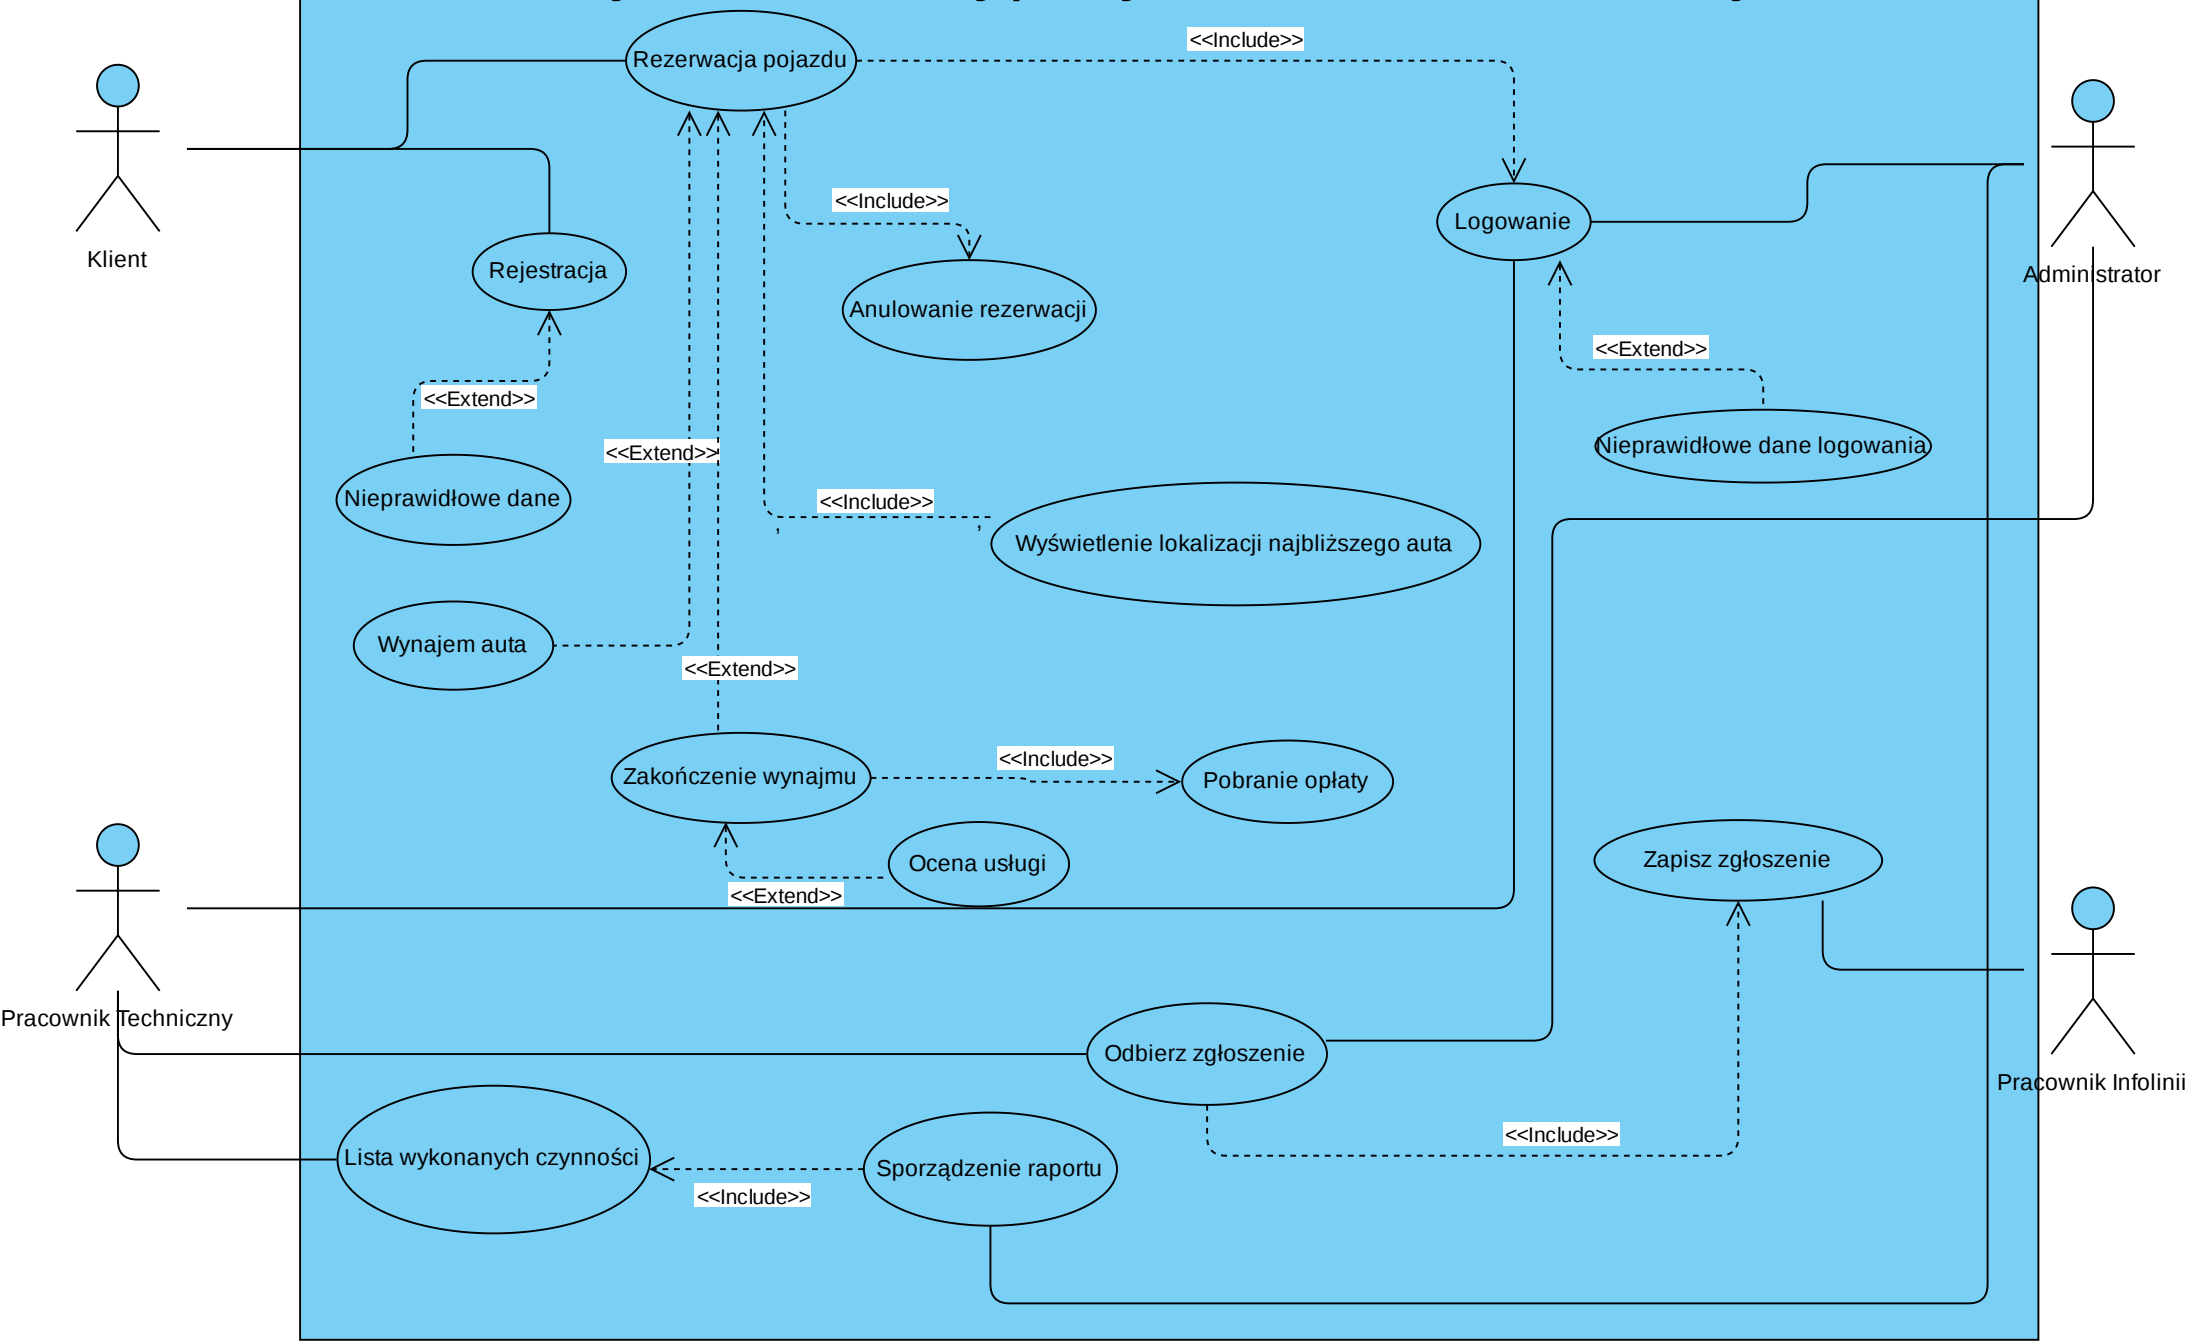 Rezerwacja pojazdu
<<Include>>
Klient
Rejestracja
<<Include>>
Anulowanie rezerwacji
Logowanie
Administrator
<<Extend>>
<<Extend>>
Nieprawidłowe dane
<<Extend>>
Nieprawidłowe dane logowania
<<Include>>
Wyświetlenie lokalizacji najbliższego auta
Wynajem auta
<<Extend>>
Zakończenie wynajmu
<<Include>>
Pobranie opłaty
Ocena usługi
<<Extend>>
Zapisz zgłoszenie
Pracownik Techniczny
Odbierz zgłoszenie
Pracownik Infolinii
<<Include>>
Lista wykonanych czynności
<<Include>>
Sporządzenie raportu